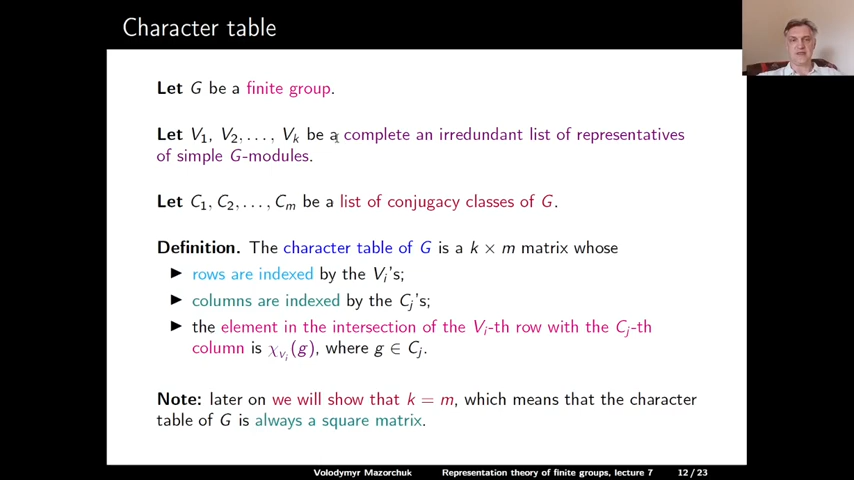 Character table
Let G be a finite group.
Let V₁, V₂, . . . , Vₖ be a complete an irredundant list of representatives
of simple G-modules.
Let C₁, C₂, . . . , Cₘ be a list of conjugacy classes of G.
Definition. The character table of G is a k × m matrix whose
▶ rows are indexed by the Vᵢ's;
▶ columns are indexed by the Cⱼ's;
▶ the element in the intersection of the Vᵢ-th row with the Cⱼ-th
column is χ_{Vᵢ}(g), where g ∈ Cⱼ.
Note: later on we will show that k = m, which means that the character
table of G is always a square matrix.
Volodymyr Mazorchuk Representation theory of finite groups, lecture 7 12 / 23